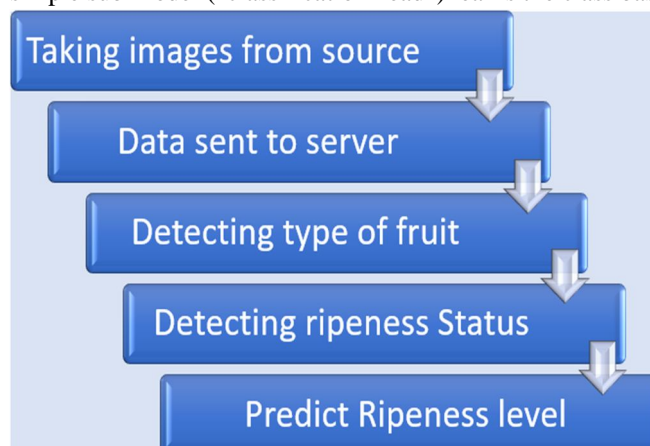 Taking images from source
Data sent to server
Detecting type of fruit
Detecting ripeness Status
Predict Ripeness level